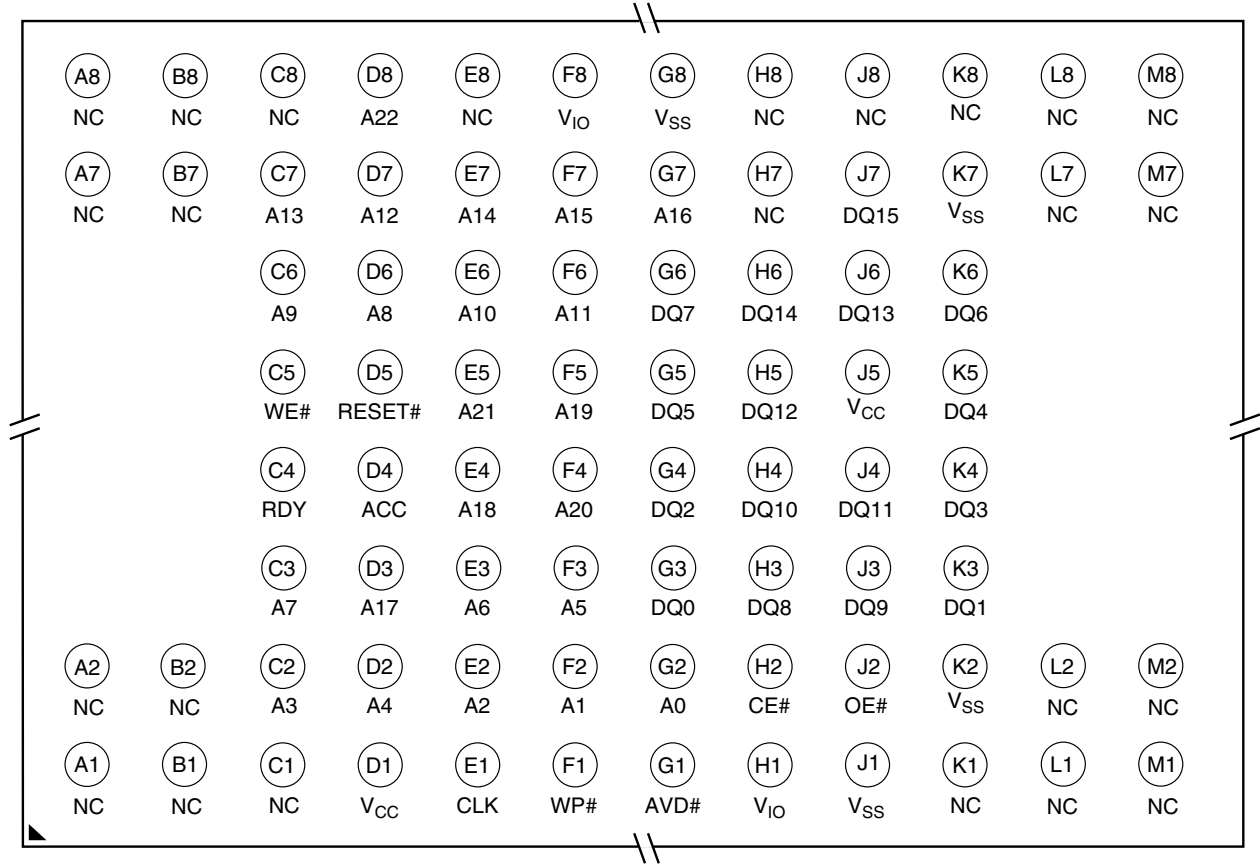 A8 B8 C8 D8 E8 F8 G8 H8 J8 K8 L8 M8
NC NC NC A22 NC VIO VSS NC NC NC NC NC
A7 B7 C7 D7 E7 F7 G7 H7 J7 K7 L7 M7
NC NC A13 A12 A14 A15 A16 NC DQ15 VSS NC NC
C6 D6 E6 F6 G6 H6 J6 K6
A9 A8 A10 A11 DQ7 DQ14 DQ13 DQ6
C5 D5 E5 F5 G5 H5 J5 K5
WE# RESET# A21 A19 DQ5 DQ12 VCC DQ4
C4 D4 E4 F4 G4 H4 J4 K4
RDY ACC A18 A20 DQ2 DQ10 DQ11 DQ3
C3 D3 E3 F3 G3 H3 J3 K3
A7 A17 A6 A5 DQ0 DQ8 DQ9 DQ1
A2 B2 C2 D2 E2 F2 G2 H2 J2 K2 L2 M2
NC NC A3 A4 A2 A1 A0 CE# OE# VSS NC NC
A1 B1 C1 D1 E1 F1 G1 H1 J1 K1 L1 M1
NC NC NC VCC CLK WP# AVD# VIO VSS NC NC NC